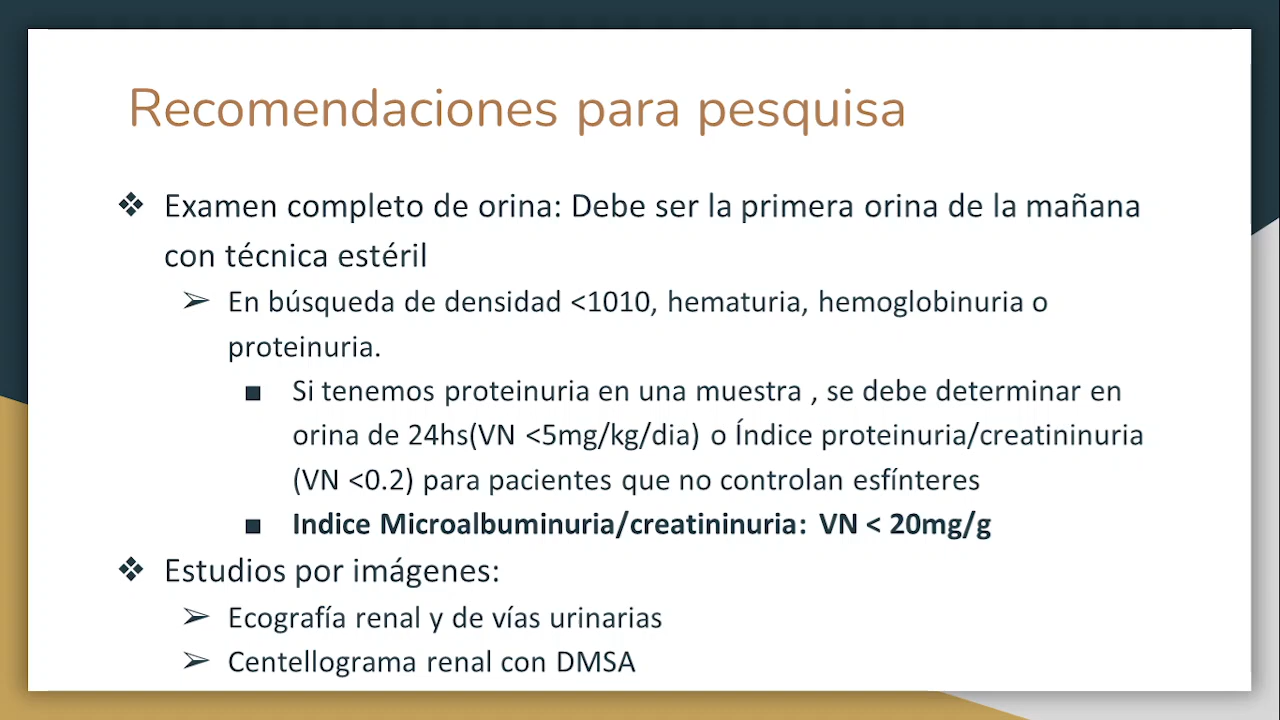 Recomendaciones para pesquisa
❖ Examen completo de orina: Debe ser la primera orina de la mañana
con técnica estéril
➢ En búsqueda de densidad <1010, hematuria, hemoglobinuria o
proteinuria.
■ Si tenemos proteinuria en una muestra , se debe determinar en
orina de 24hs(VN <5mg/kg/dia) o Índice proteinuria/creatininuria
(VN <0.2) para pacientes que no controlan esfínteres
■ Indice Microalbuminuria/creatininuria: VN < 20mg/g
❖ Estudios por imágenes:
➢ Ecografía renal y de vías urinarias
➢ Centellograma renal con DMSA